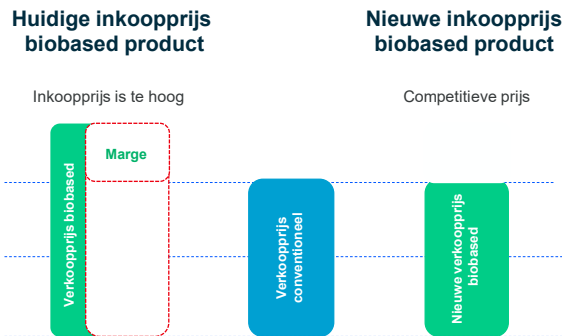 Huidige inkoopprijs
biobased product
Nieuwe inkoopprijs
biobased product
Inkoopprijs is te hoog
Competitieve prijs
Marge
Verkoopprijs biobased
Verkoopprijs
conventioneel
Nieuwe verkoopprijs
biobased